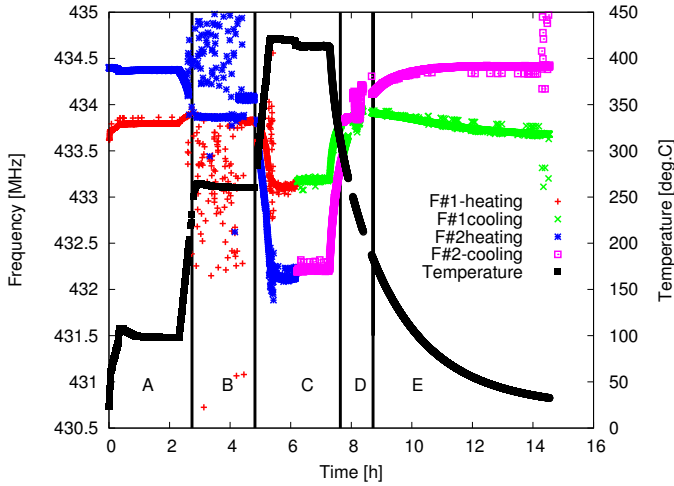 435
434.5
434
433.5
433
432.5
432
431.5
431
430.5
Frequency [MHz]
450
400
350
300
250
200
150
100
50
0
Temperature [deg.C]
F#1-heating
F#1cooling
F#2heating
F#2-cooling
Temperature
A B C D E
0 2 4 6 8 10 12 14 16
Time [h]